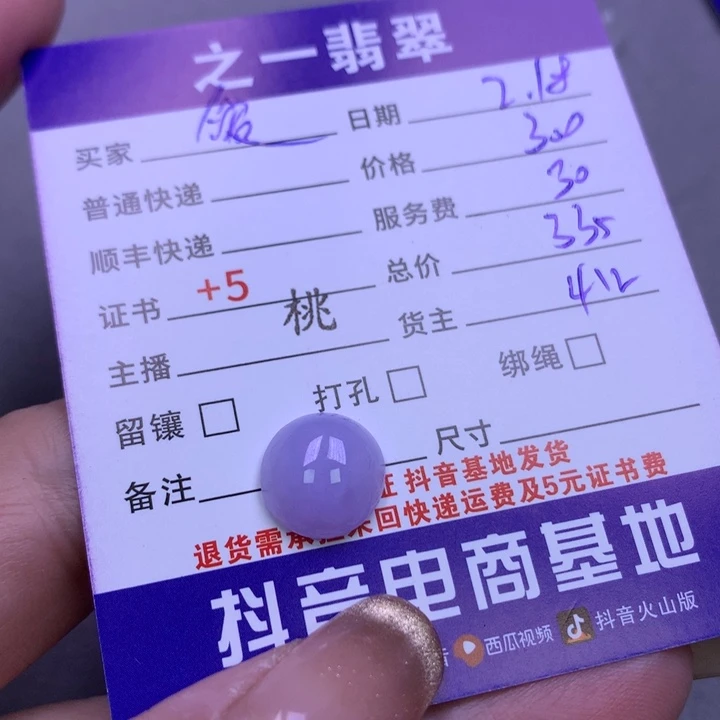 之一翡翠
买家 日期 2.18
普通快递 价格 300
顺丰快递 服务费 30
证书 +5 总价 335
主播 桃 货主 412
留镶 打孔 绑绳
备注 尺寸
证 抖音基地发货
退货需承担来回快递运费及5元证书费
抖音电商基地
西瓜视频 抖音火山版